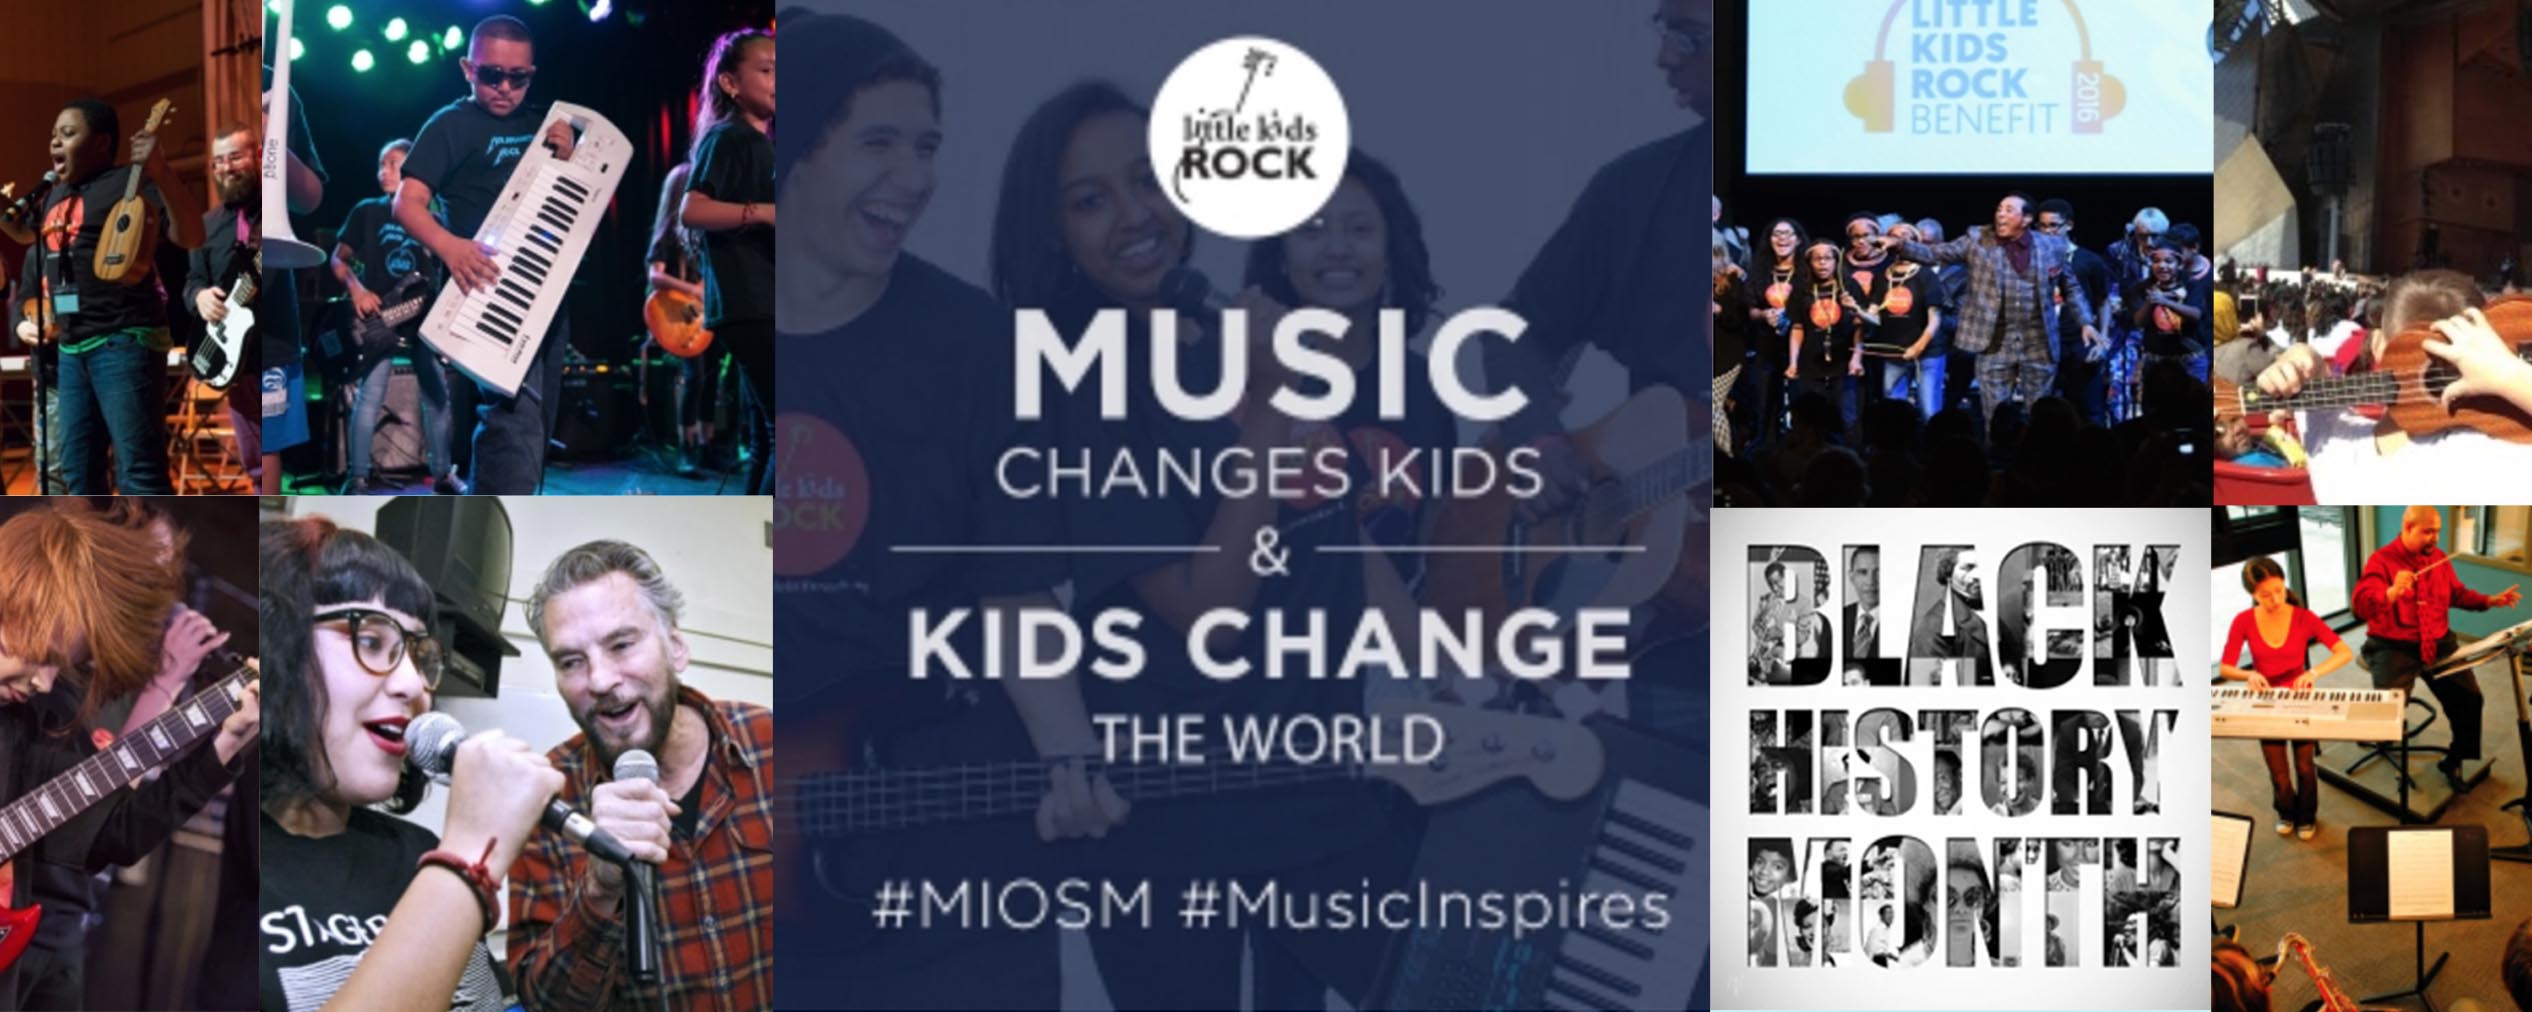 little kids
ROCK
MUSIC
CHANGES KIDS
&
KIDS CHANGE
THE WORLD
#MIOSM #MusicInspires
LITTLE
KIDS
ROCK
BENEFIT
2016
BLACK
HISTORY
MONTH